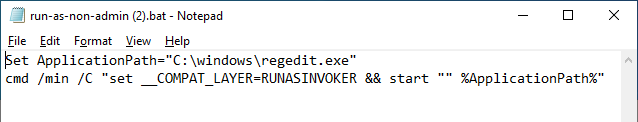 run-as-non-admin (2).bat - Notepad
File Edit Format View Help
Set ApplicationPath="C:\windows\regedit.exe"
cmd /min /C "set __COMPAT_LAYER=RUNASINVOKER && start "" %ApplicationPath%"